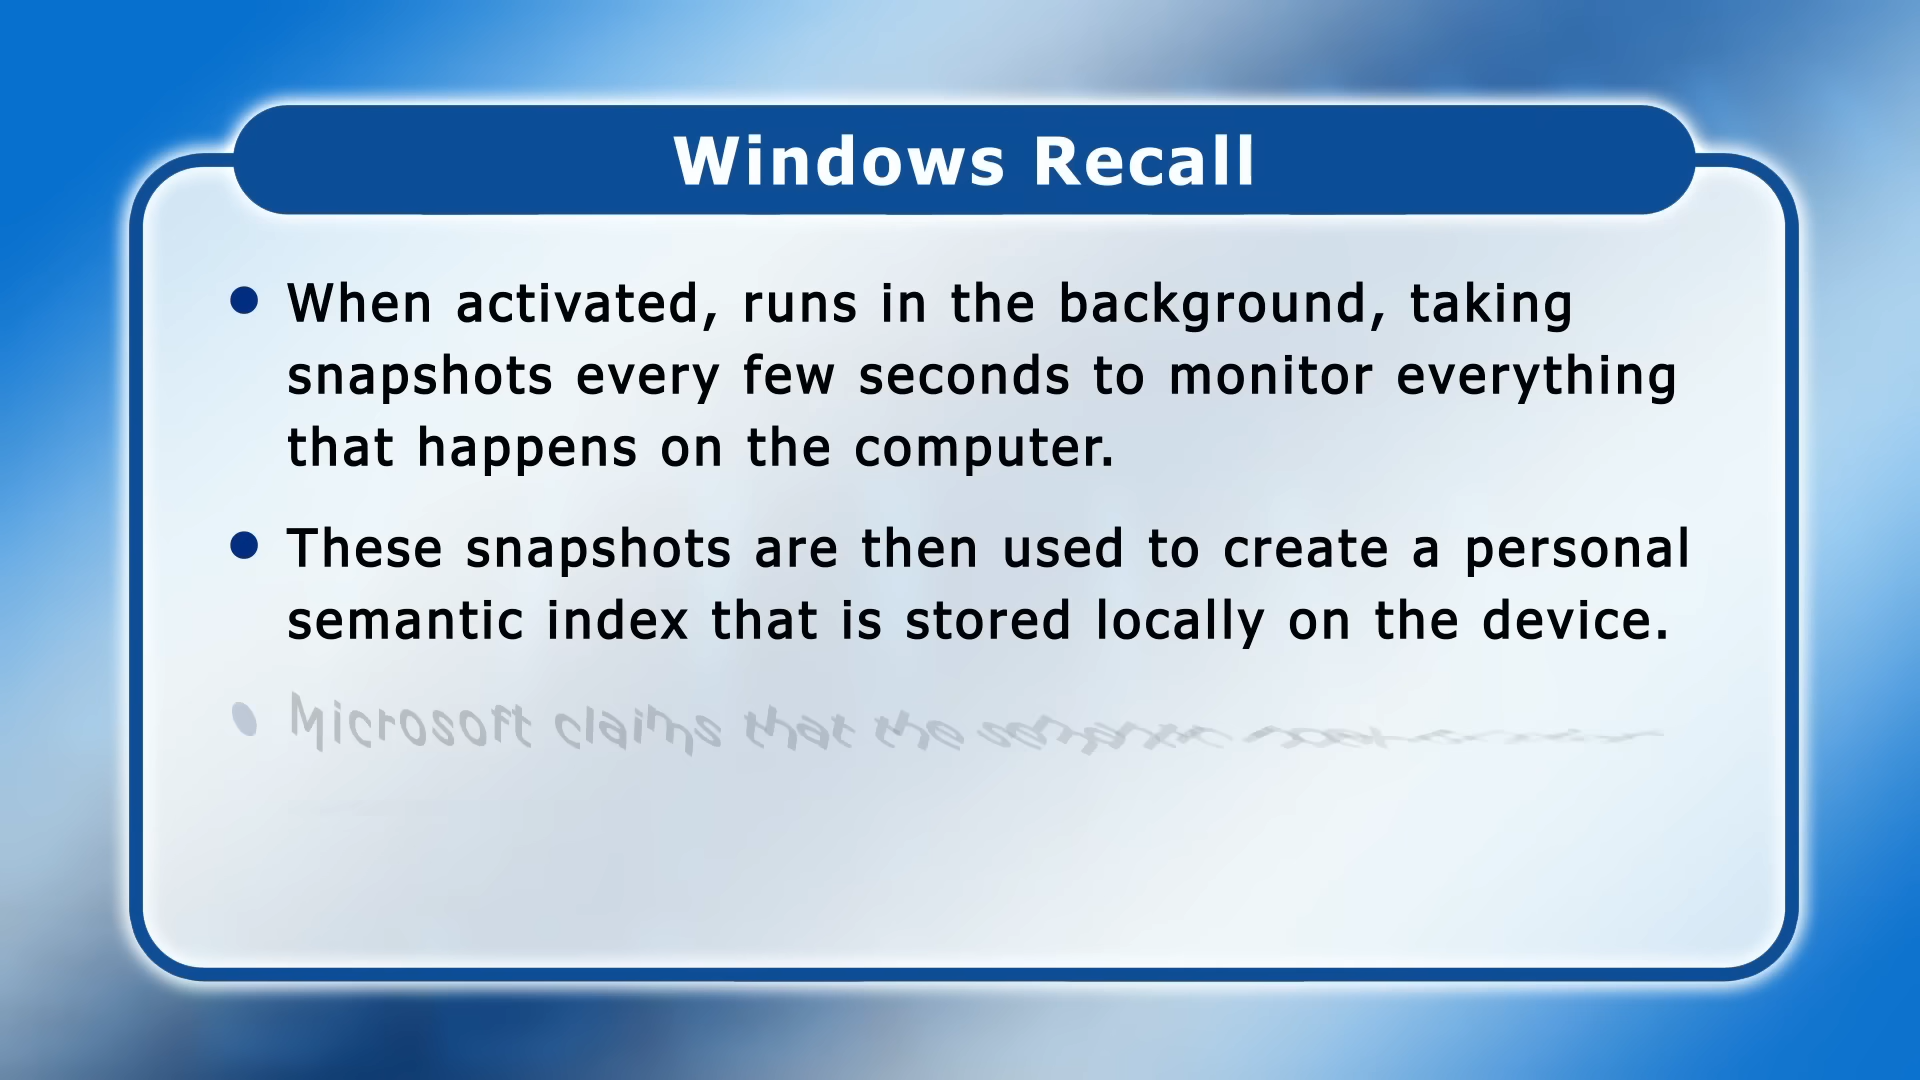 Windows Recall
When activated, runs in the background, taking
snapshots every few seconds to monitor everything
that happens on the computer.
These snapshots are then used to create a personal
semantic index that is stored locally on the device.
Microsoft claims that the semantic